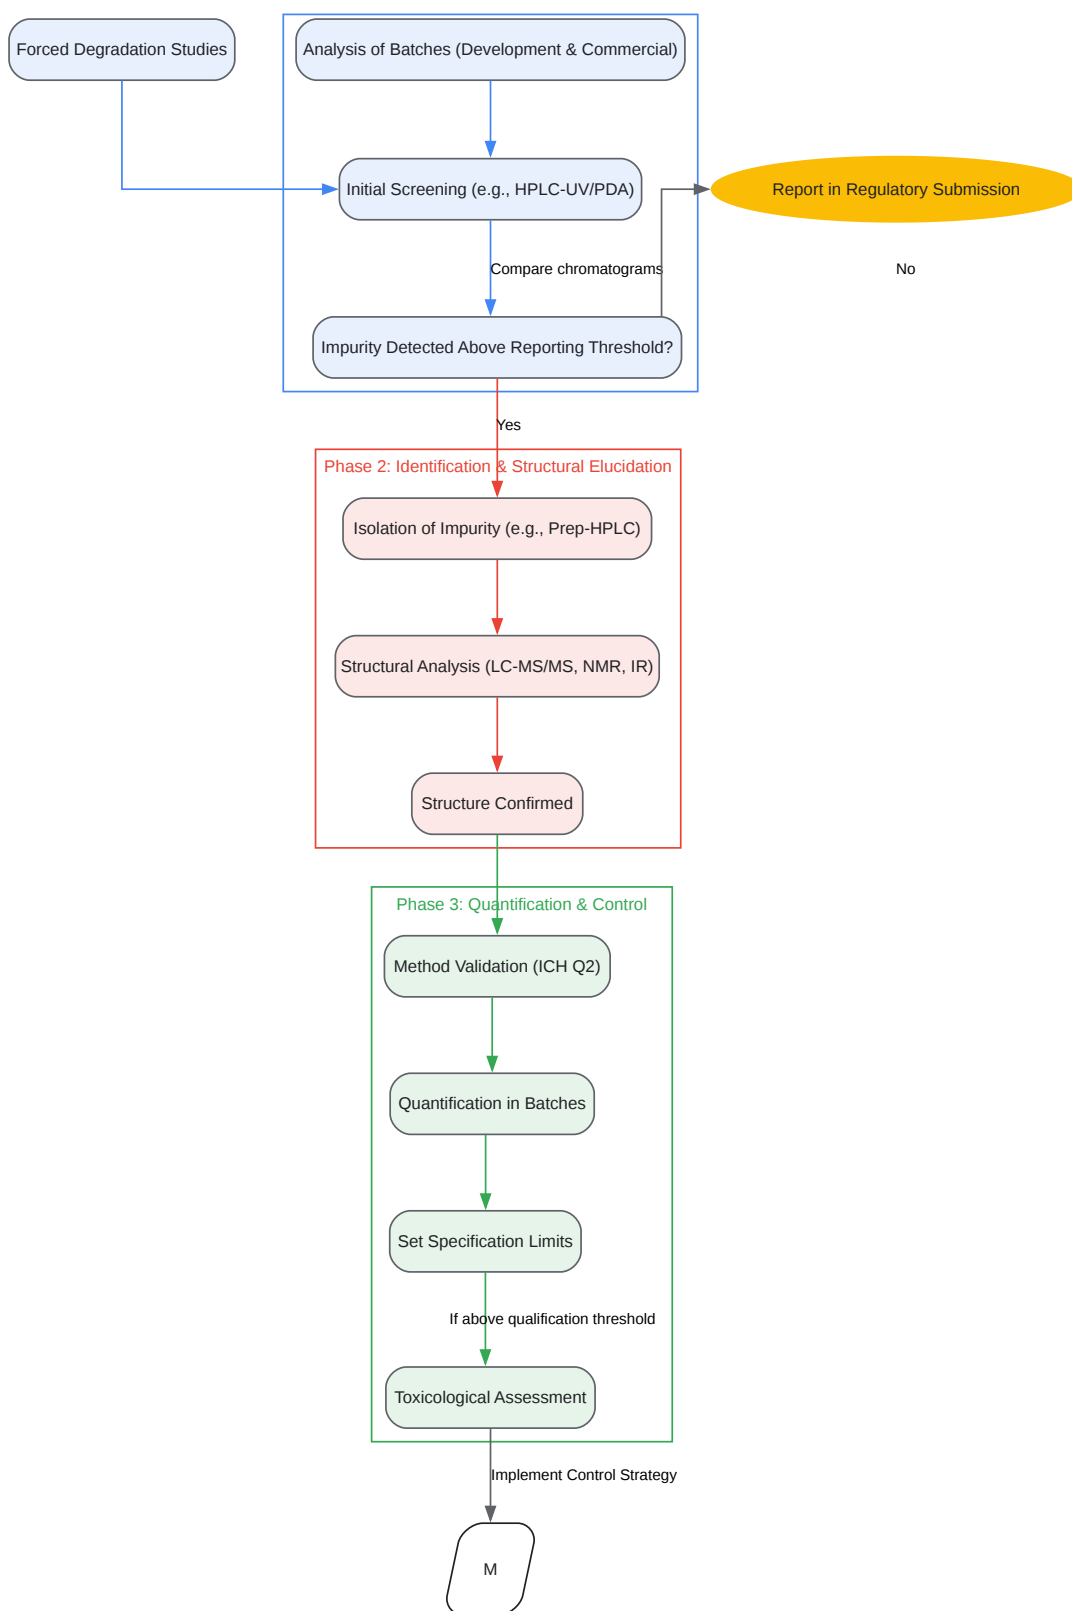 Forced Degradation Studies
Analysis of Batches (Development & Commercial)
Initial Screening (e.g., HPLC-UV/PDA)
Report in Regulatory Submission
Compare chromatograms
No
Impurity Detected Above Reporting Threshold?
Yes
Phase 2: Identification & Structural Elucidation
Isolation of Impurity (e.g., Prep-HPLC)
Structural Analysis (LC-MS/MS, NMR, IR)
Structure Confirmed
Phase 3: Quantification & Control
Method Validation (ICH Q2)
Quantification in Batches
Set Specification Limits
If above qualification threshold
Toxicological Assessment
Implement Control Strategy
M